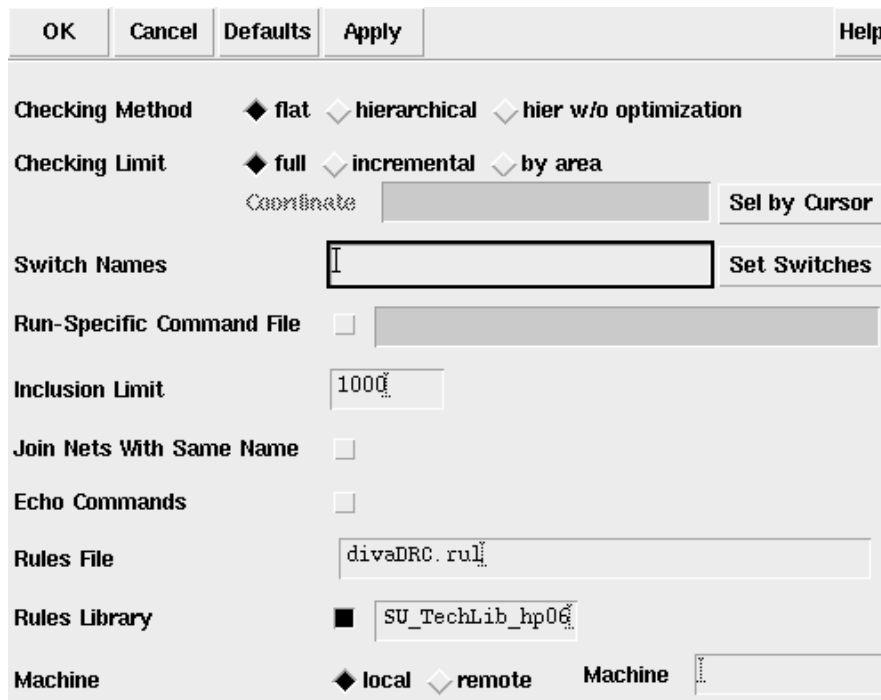 OK Cancel Defaults Apply Help
Checking Method flat hierarchical hier w/o optimization
Checking Limit full incremental by area
Coordinate Sel by Cursor
Switch Names Set Switches
Run-Specific Command File
Inclusion Limit 1000
Join Nets With Same Name
Echo Commands
Rules File divaDRC.rul
Rules Library SU_TechLib_hp06
Machine local remote Machine